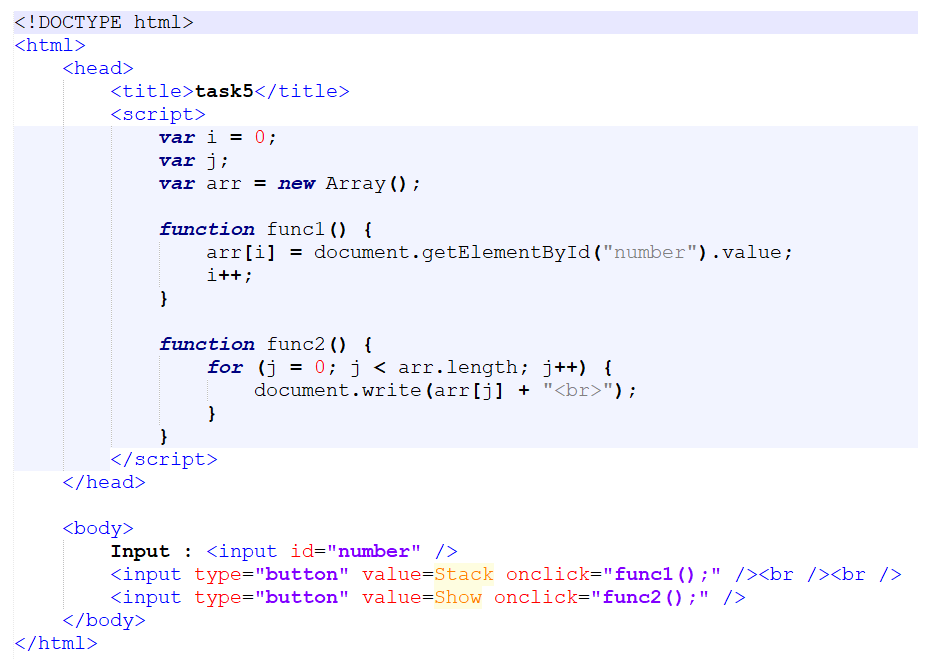 <!DOCTYPE html>
<html>
    <head>
        <title>task5</title>
        <script>
            var i = 0;
            var j;
            var arr = new Array();

            function func1() {
                arr[i] = document.getElementById("number").value;
                i++;
            }

            function func2() {
                for (j = 0; j < arr.length; j++) {
                    document.write(arr[j] + "<br>");
                }
            }
        </script>
    </head>

    <body>
        Input : <input id="number" />
        <input type="button" value=Stack onclick="func1();" /><br /><br />
        <input type="button" value=Show onclick="func2();" />
    </body>
</html>